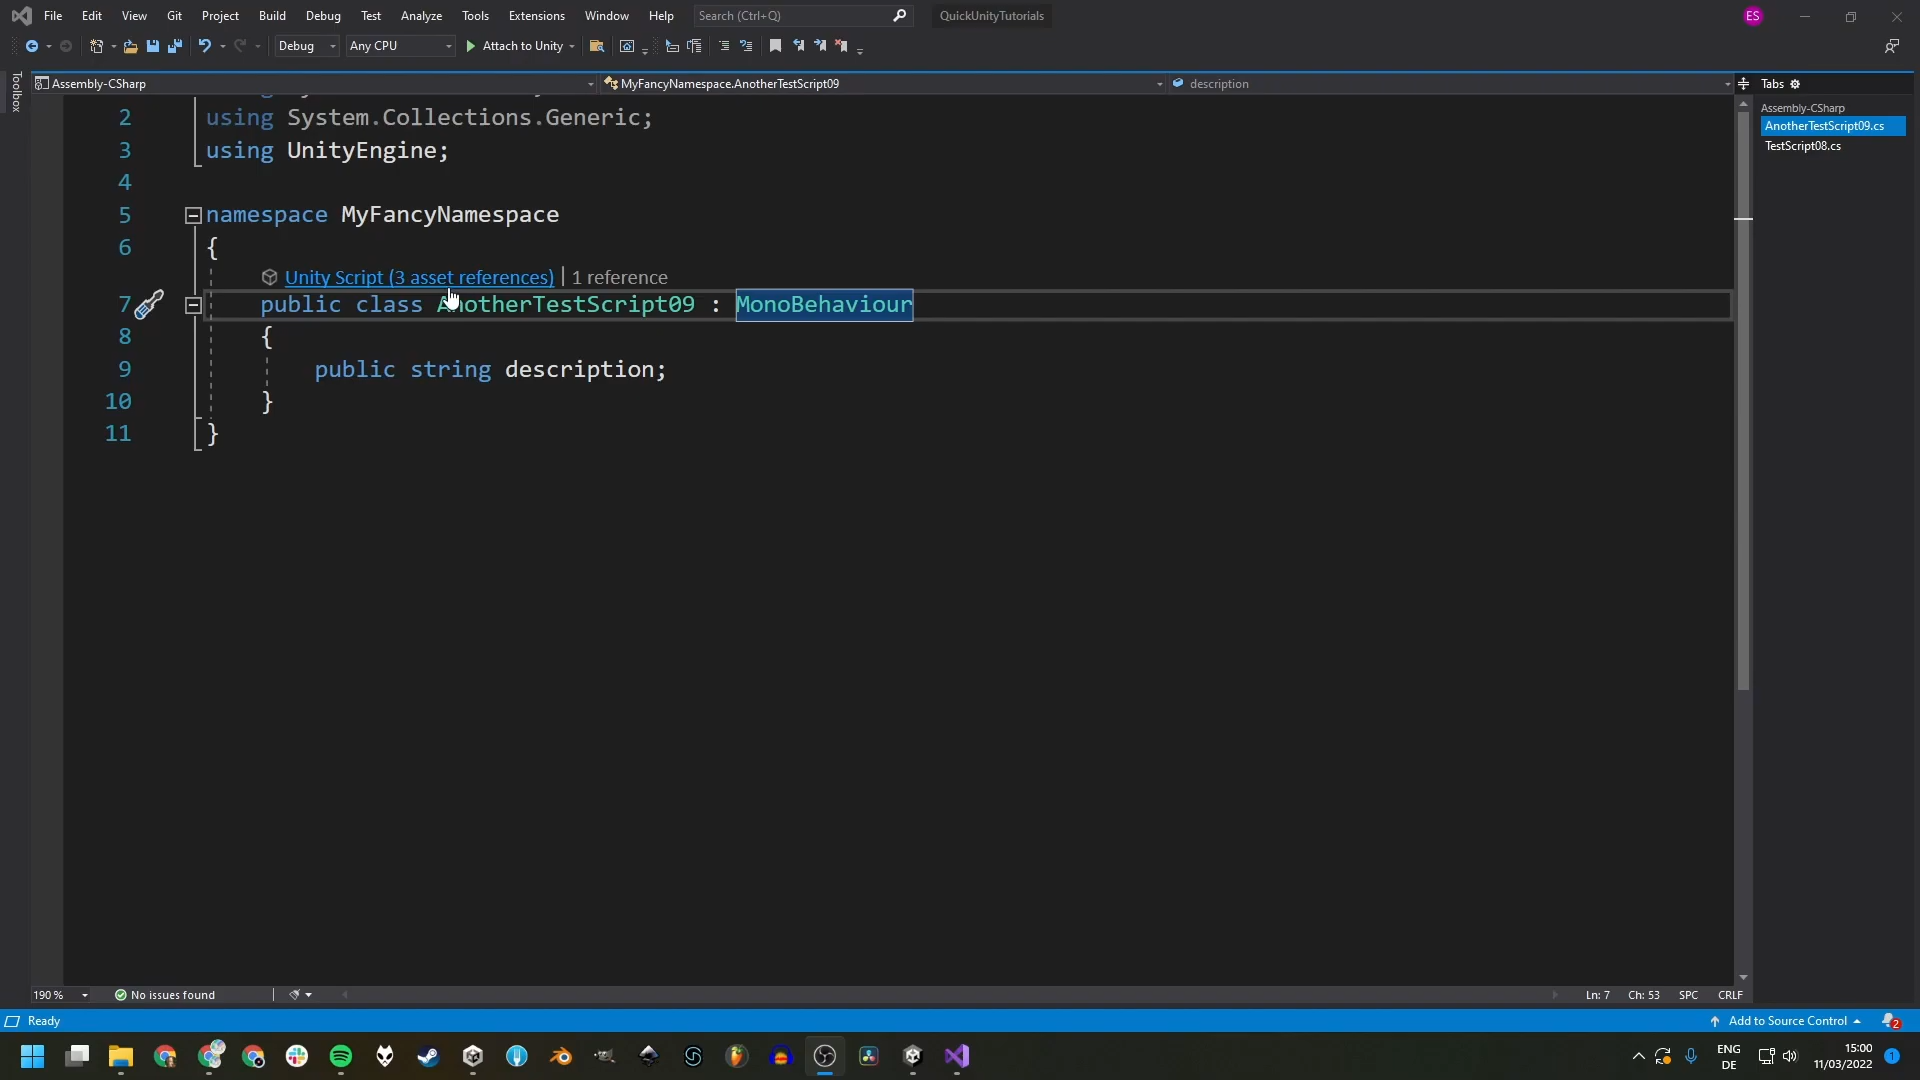 File Edit View Git Project Build Debug Test Analyze Tools Extensions Window Help Search (Ctrl+Q) QuickUnityTutorials ES
Debug Any CPU Attach to Unity
Toolbox
Assembly-CSharp MyFancyNamespace.AnotherTestScript09 description Tabs
Assembly-CSharp
AnotherTestScript09.cs
TestScript08.cs
2 using System.Collections.Generic;
3 using UnityEngine;
4
5 namespace MyFancyNamespace
6 {
Unity Script (3 asset references) | 1 reference
7 public class AnotherTestScript09 : MonoBehaviour
8 {
9 public string description;
10 }
11 }
190 % No issues found Ln: 7 Ch: 53 SPC CRLF
Ready Add to Source Control 2
ENG 15:00
DE 11/03/2022 1